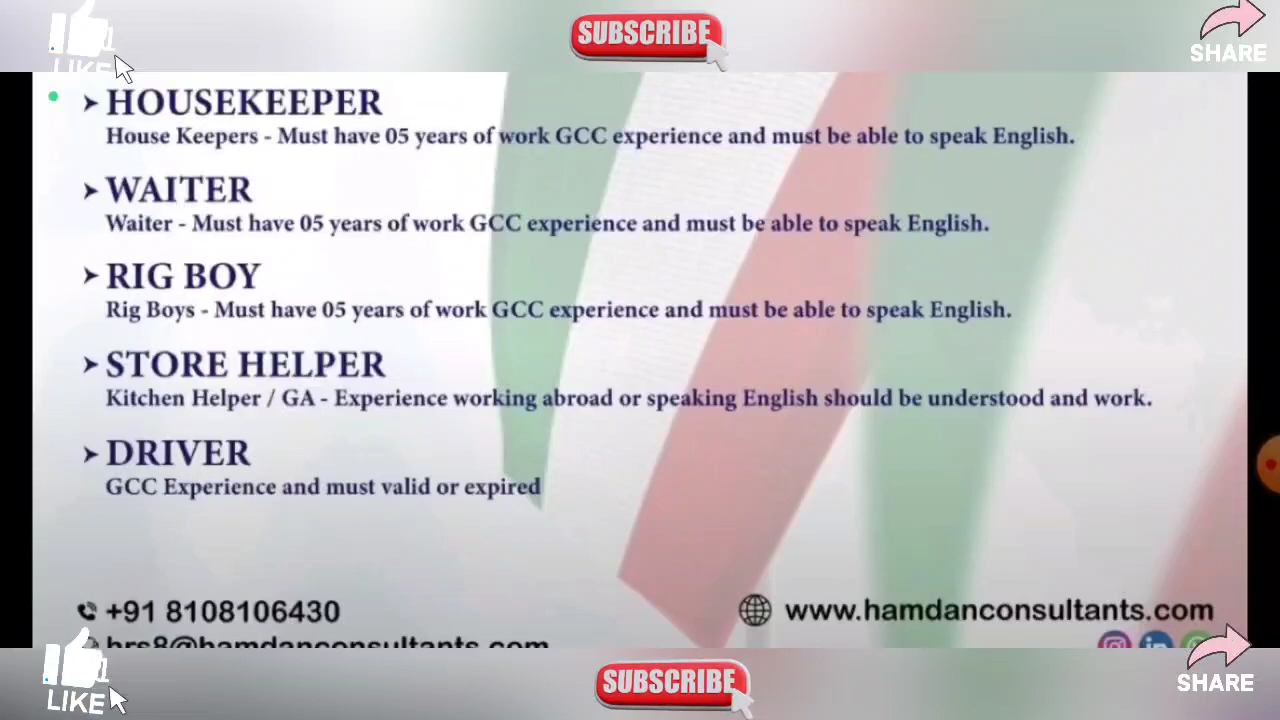 LIKE
SUBSCRIBE
SHARE
➤ HOUSEKEEPER
House Keepers - Must have 05 years of work GCC experience and must be able to speak English.
➤ WAITER
Waiter - Must have 05 years of work GCC experience and must be able to speak English.
➤ RIG BOY
Rig Boys - Must have 05 years of work GCC experience and must be able to speak English.
➤ STORE HELPER
Kitchen Helper / GA - Experience working abroad or speaking English should be understood and work.
➤ DRIVER
GCC Experience and must valid or expired
+91 8108106430
www.hamdanconsultants.com
hrs8@hamdanconsultants.com
LIKE
SUBSCRIBE
SHARE